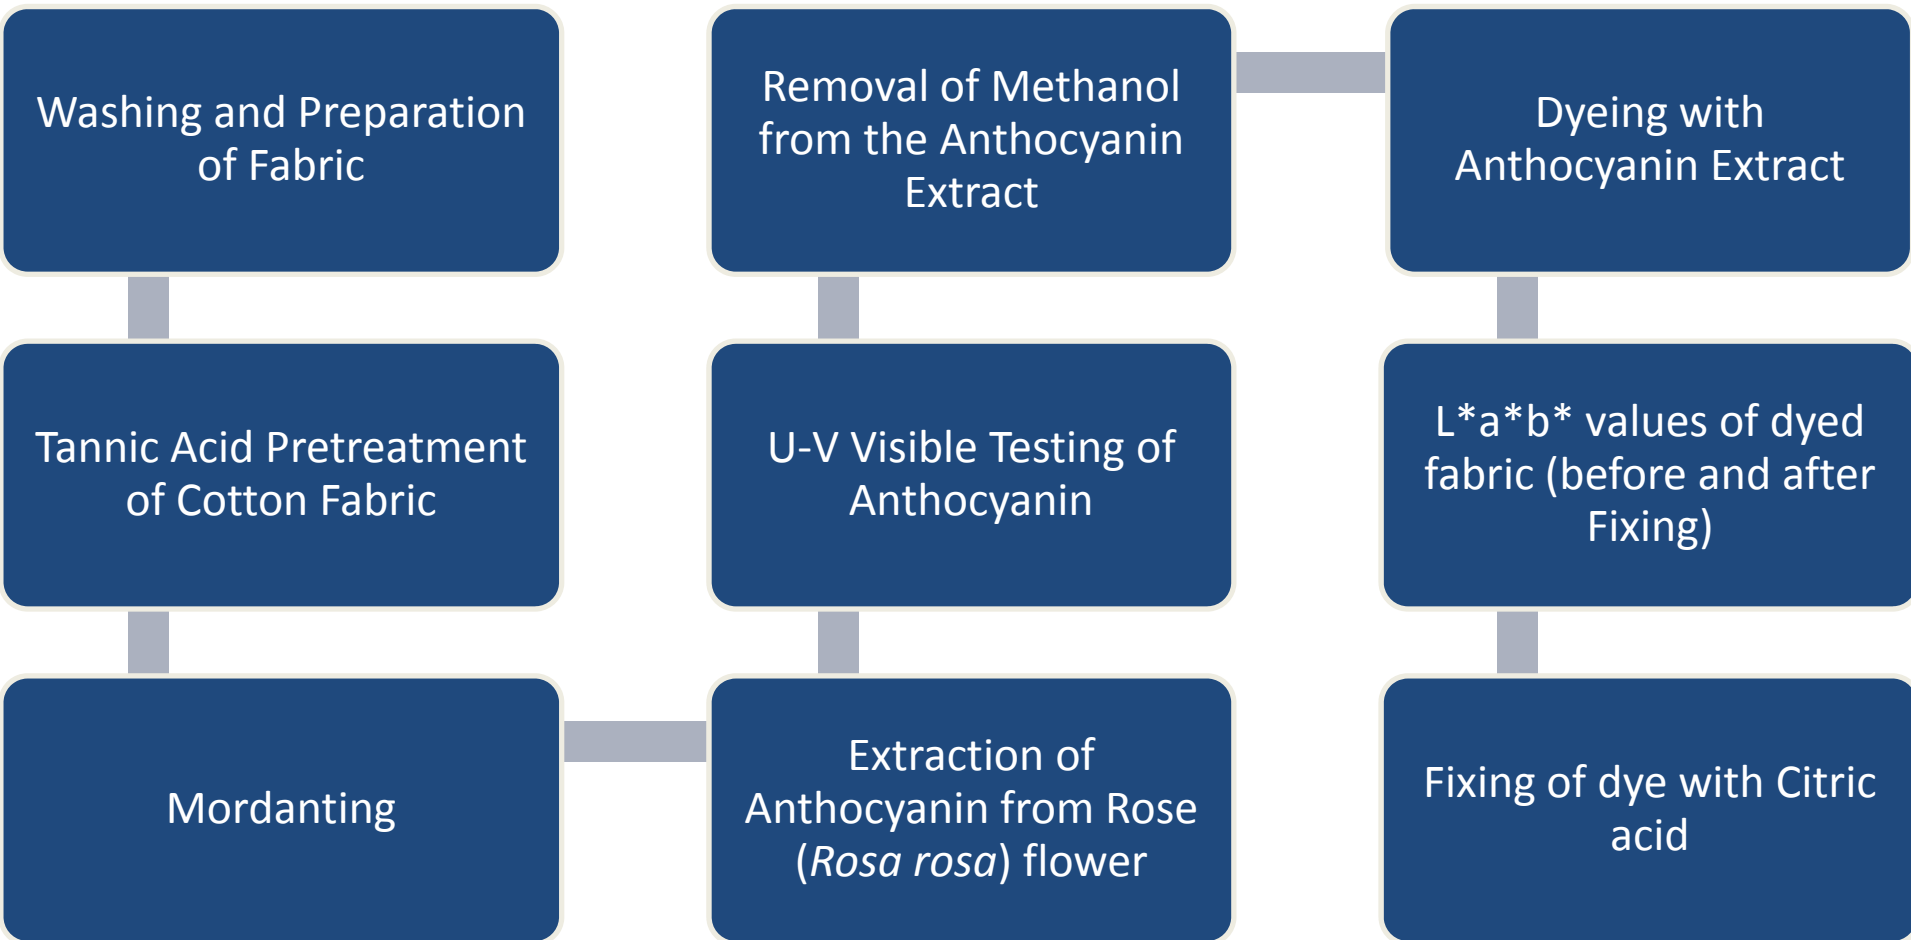 Washing and Preparation
of Fabric
Tannic Acid Pretreatment
of Cotton Fabric
Mordanting
Extraction of
Anthocyanin from Rose
(Rosa rosa) flower
U-V Visible Testing of
Anthocyanin
Removal of Methanol
from the Anthocyanin
Extract
Dyeing with
Anthocyanin Extract
L*a*b* values of dyed
fabric (before and after
Fixing)
Fixing of dye with Citric
acid